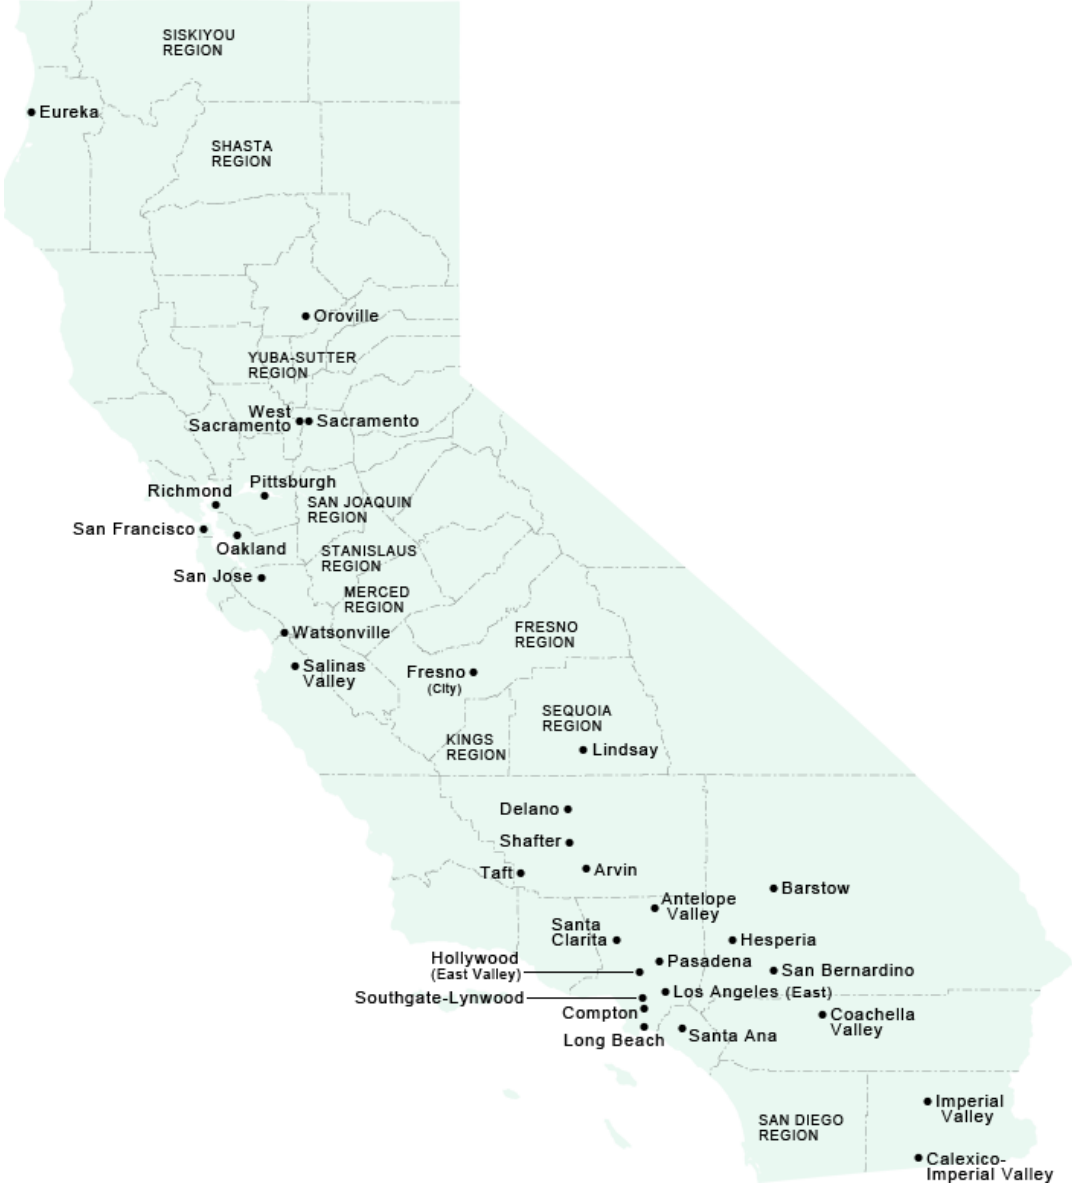 SISKIYOU
REGION
Eureka
SHASTA
REGION
Oroville
YUBA-SUTTER
REGION
West
Sacramento
Sacramento
Pittsburgh
Richmond
SAN JOAQUIN
REGION
San Francisco
Oakland
STANISLAUS
REGION
San Jose
MERCED
REGION
Watsonville
FRESNO
REGION
Salinas
Valley
Fresno
(City)
SEQUOIA
REGION
KINGS
REGION
Lindsay
Delano
Shafter
Taft
Arvin
Barstow
Antelope
Valley
Santa
Clarita
Hesperia
Hollywood
(East Valley)
Pasadena
San Bernardino
Southgate-Lynwood
Los Angeles (East)
Compton
Coachella
Valley
Long Beach
Santa Ana
Imperial
Valley
SAN DIEGO
REGION
Calexico-
Imperial Valley